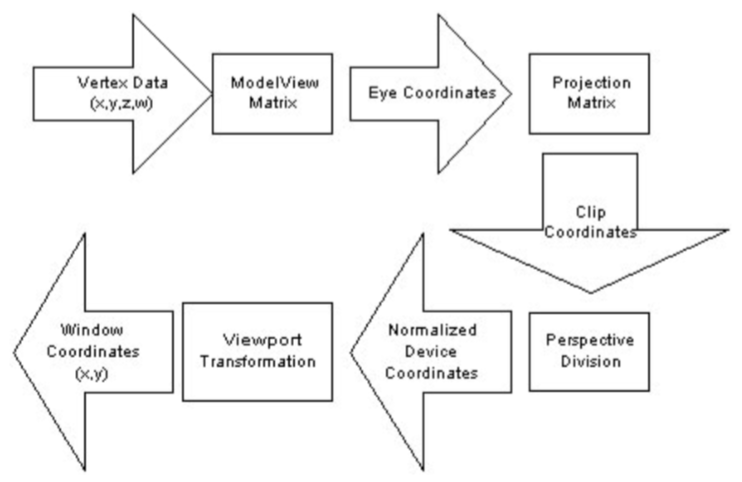 Vertex Data
(x,y,z,w)
ModelView
Matrix
Eye Coordinates
Projection
Matrix
Clip
Coordinates
Perspective
Division
Normalized
Device
Coordinates
Viewport
Transformation
Window
Coordinates
(x,y)